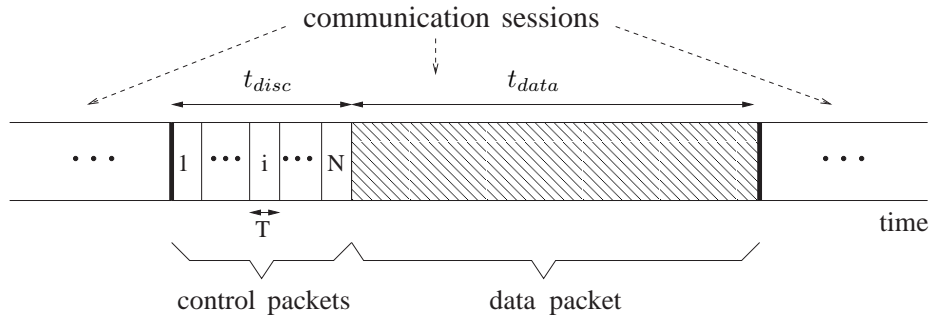 communication sessions
t_disc t_data
... 1 ... i ... N ...
T
time
control packets data packet